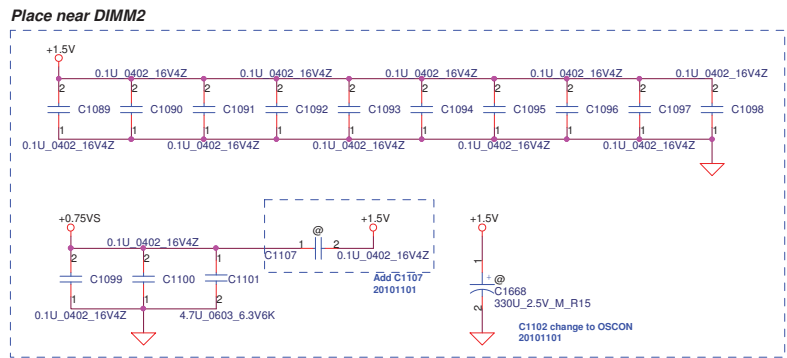 Place near DIMM2
+1.5V
0.1U_0402_16V4Z 0.1U_0402_16V4Z 0.1U_0402_16V4Z 0.1U_0402_16V4Z 0.1U_0402_16V4Z
2 2 2 2 2 2 2 2 2 2
C1089 C1090 C1091 C1092 C1093 C1094 C1095 C1096 C1097 C1098
1 1 1 1 1 1 1 1 1 1
0.1U_0402_16V4Z 0.1U_0402_16V4Z 0.1U_0402_16V4Z 0.1U_0402_16V4Z 0.1U_0402_16V4Z
+0.75VS +1.5V +1.5V
@
0.1U_0402_16V4Z 1 2
C1107 0.1U_0402_16V4Z
2 2 1 1
C1099 C1100 C1101
Add C1107
20101101
+ @
C1668
330U_2.5V_M_R15
1 1 2 2
0.1U_0402_16V4Z 4.7U_0603_6.3V6K
C1102 change to OSCON
20101101